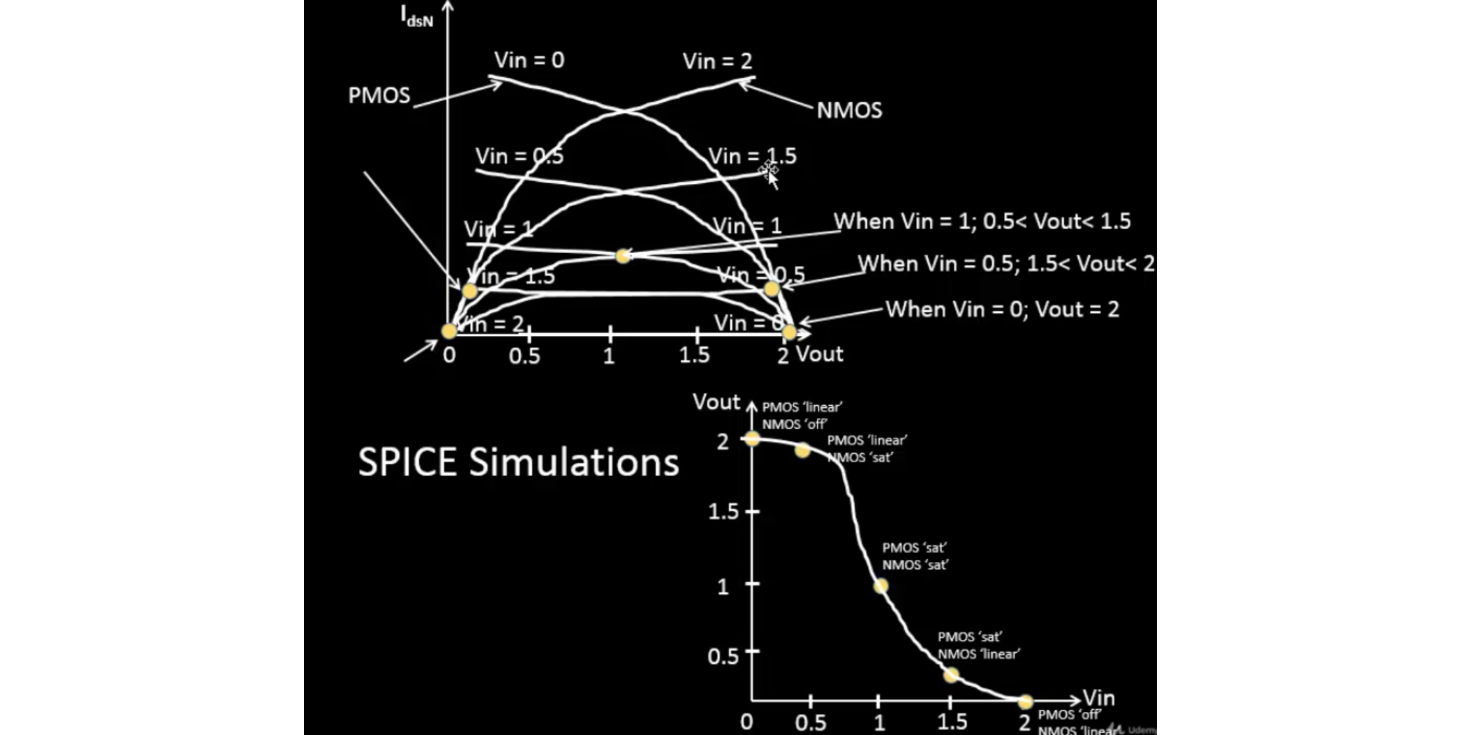 IdsN
Vin = 0
Vin = 2
PMOS
NMOS
Vin = 0.5
Vin = 1.5
Vin = 1
Vin = 1
When Vin = 1; 0.5< Vout< 1.5
Vin = 1.5
Vin = 0.5
When Vin = 0.5; 1.5< Vout< 2
When Vin = 0; Vout = 2
Vin = 2
Vin = 0
0 0.5 1 1.5 2 Vout
Vout
PMOS ‘linear’
NMOS ‘off’
2
PMOS ‘linear’
NMOS ‘sat’
SPICE Simulations
1.5
PMOS ‘sat’
NMOS ‘sat’
1
PMOS ‘sat’
NMOS ‘linear’
0.5
Vin
0 0.5 1 1.5 2
PMOS ‘off’
NMOS ‘linear’
Udemy